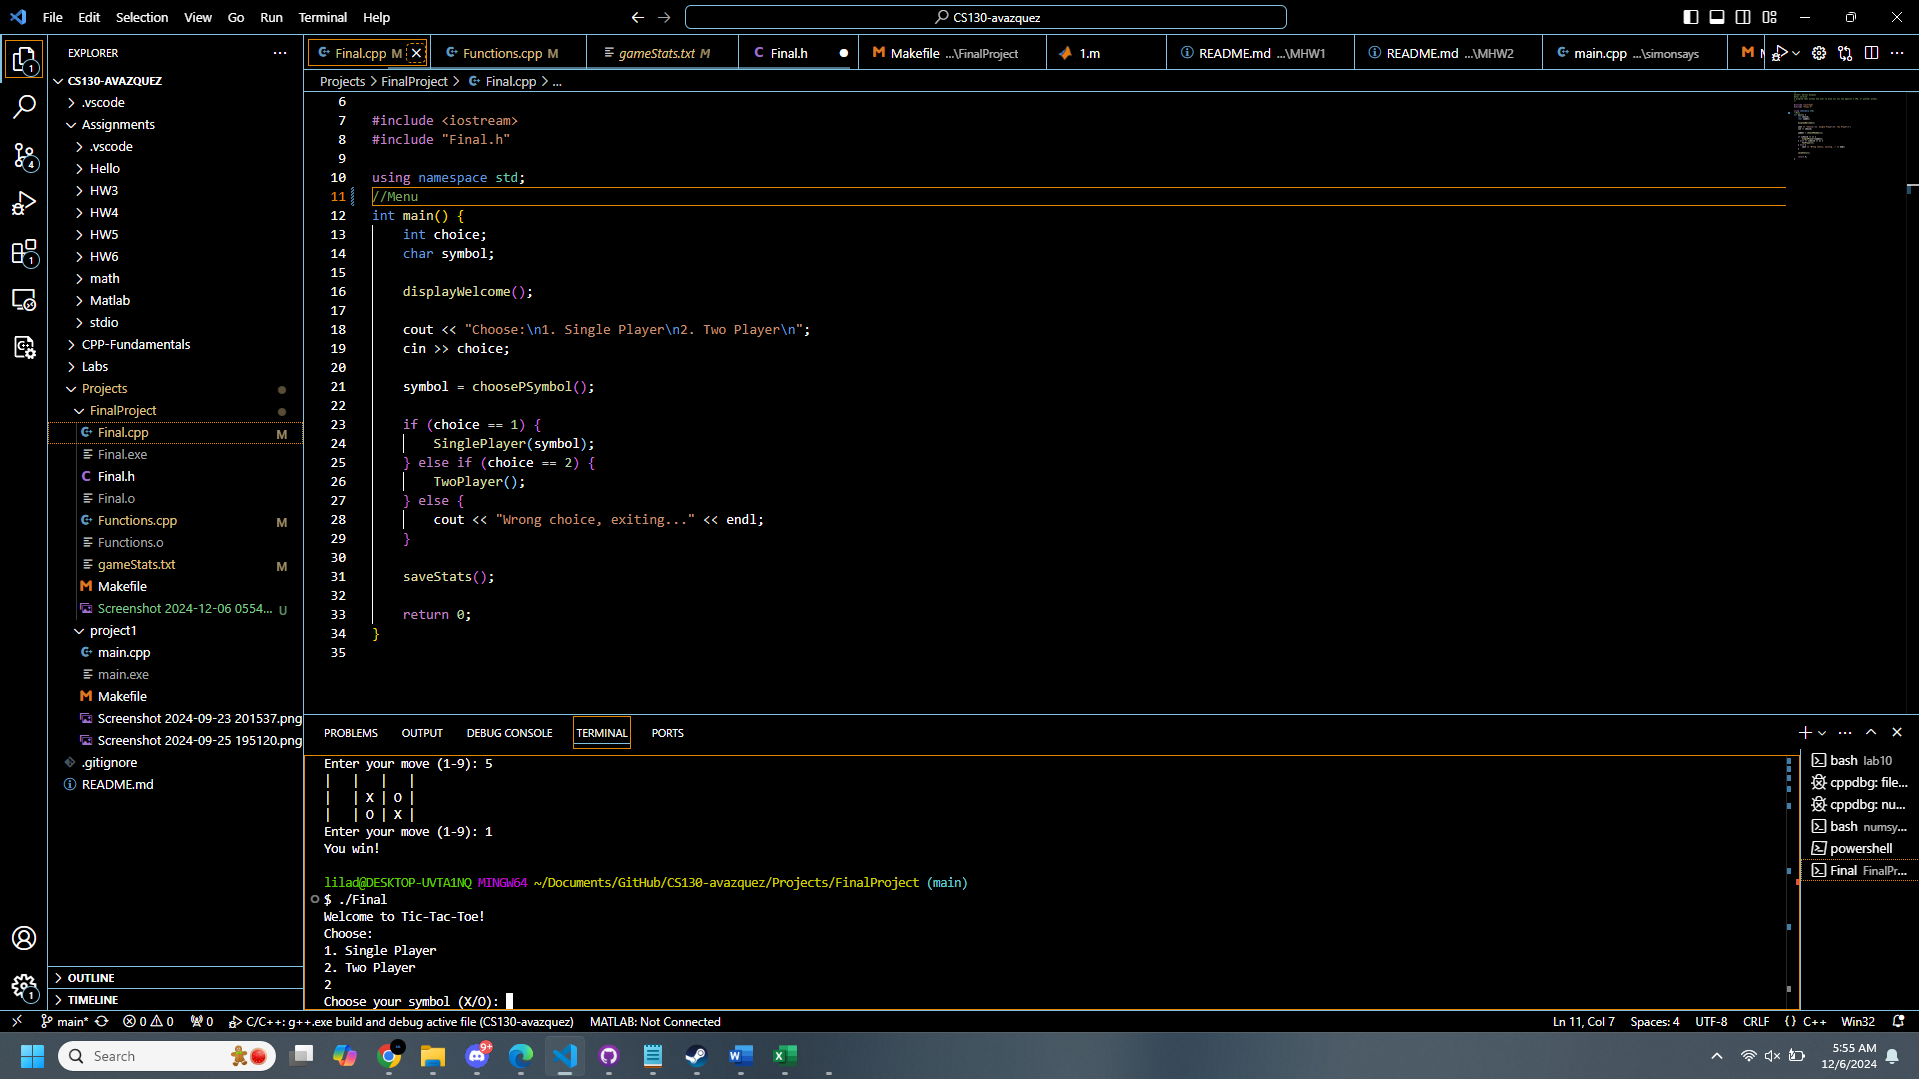 File Edit Selection View Go Run Terminal Help
CS130-avazquez
EXPLORER
CS130-AVAZQUEZ
.vscode
Assignments
.vscode
Hello
HW3
HW4
HW5
HW6
math
Matlab
stdio
CPP-Fundamentals
Labs
Projects
FinalProject
Final.cpp M
Final.exe
Final.h
Final.o
Functions.cpp M
Functions.o
gameStats.txt M
Makefile
Screenshot 2024-12-06 0554... U
project1
main.cpp
main.exe
Makefile
Screenshot 2024-09-23 201537.png
Screenshot 2024-09-25 195120.png
.gitignore
README.md
OUTLINE
TIMELINE
Final.cpp M Functions.cpp M gameStats.txt M Final.h Makefile ...\FinalProject 1.m README.md ...\MHW1 README.md ...\MHW2 main.cpp ...\simonsays
Projects > FinalProject > Final.cpp > ...
6
7 #include <iostream>
8 #include "Final.h"
9
10 using namespace std;
11 //Menu
12 int main() {
13 int choice;
14 char symbol;
15
16 displayWelcome();
17
18 cout << "Choose:\n1. Single Player\n2. Two Player\n";
19 cin >> choice;
20
21 symbol = choosePSymbol();
22
23 if (choice == 1) {
24 SinglePlayer(symbol);
25 } else if (choice == 2) {
26 TwoPlayer();
27 } else {
28 cout << "Wrong choice, exiting..." << endl;
29 }
30
31 saveStats();
32
33 return 0;
34 }
35
PROBLEMS OUTPUT DEBUG CONSOLE TERMINAL PORTS
Enter your move (1-9): 5
|   |   |   |
|   | X | O |
|   | O | X |
Enter your move (1-9): 1
You win!
lilad@DESKTOP-UVTA1NQ MINGW64 ~/Documents/GitHub/CS130-avazquez/Projects/FinalProject (main)
$ ./Final
Welcome to Tic-Tac-Toe!
Choose:
1. Single Player
2. Two Player
2
Choose your symbol (X/O):
bash lab10
cppdbg: file...
cppdbg: nu...
bash numsy...
powershell
Final FinalPr...
main* 0 0 0 C/C++: g++.exe build and debug active file (CS130-avazquez) MATLAB: Not Connected Ln 11, Col 7 Spaces: 4 UTF-8 CRLF {} C++ Win32
Search
9+
5:55 AM
12/6/2024